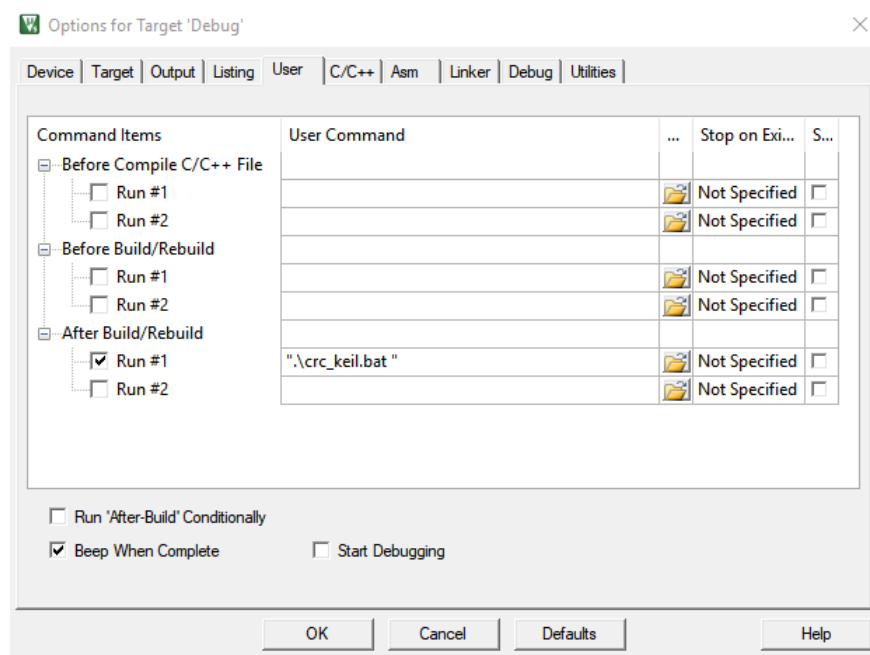 Options for Target 'Debug'
Device Target Output Listing User C/C++ Asm Linker Debug Utilities
Command Items User Command ... Stop on Exi... S...
Before Compile C/C++ File
Run #1 Not Specified
Run #2 Not Specified
Before Build/Rebuild
Run #1 Not Specified
Run #2 Not Specified
After Build/Rebuild
Run #1 ".\crc_keil.bat " Not Specified
Run #2 Not Specified
Run 'After-Build' Conditionally
Beep When Complete Start Debugging
OK Cancel Defaults Help